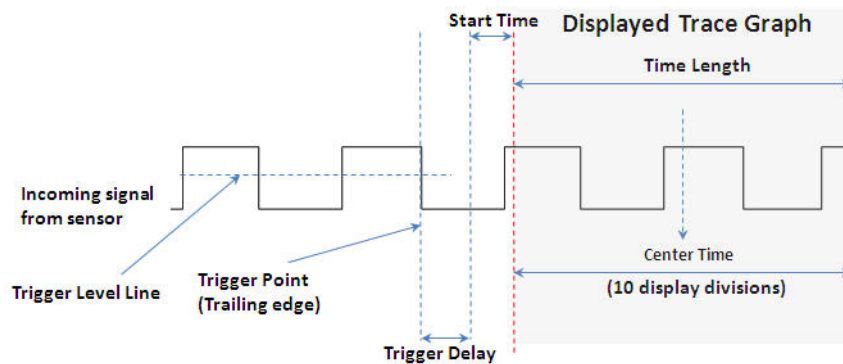 Start Time
Displayed Trace Graph
Time Length
Incoming signal
from sensor
Trigger Level Line
Trigger Point
(Trailing edge)
Center Time
(10 display divisions)
Trigger Delay